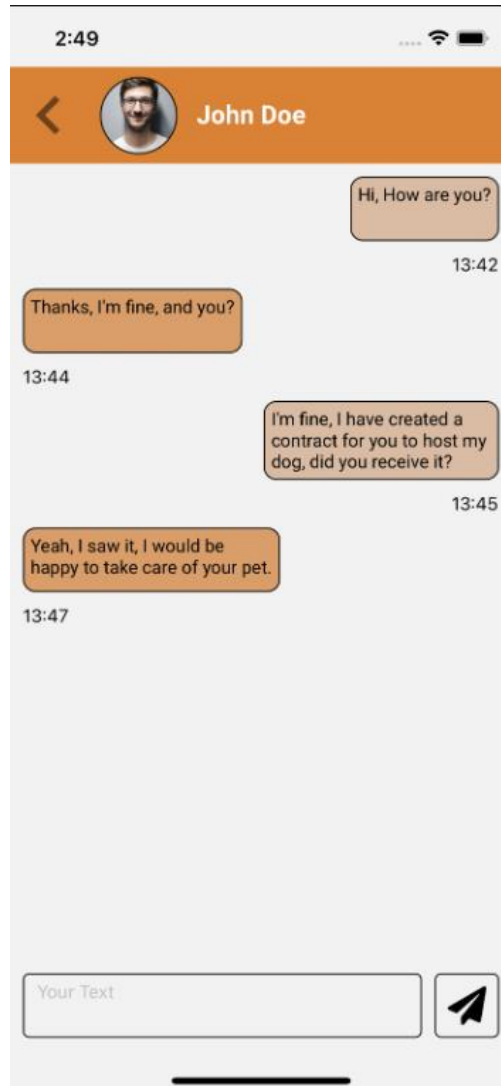 2:49
John Doe
Hi, How are you?
13:42
Thanks, I'm fine, and you?
13:44
I'm fine, I have created a
contract for you to host my
dog, did you receive it?
13:45
Yeah, I saw it, I would be
happy to take care of your pet.
13:47
Your Text